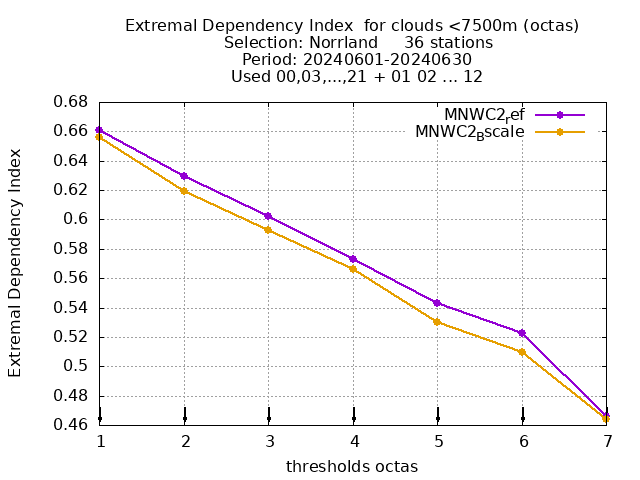 Extremal Dependency Index  for clouds <7500m (octas)
Selection: Norrland     36 stations
Period: 20240601-20240630
Used 00,03,...,21 + 01 02 ... 12
MNWC2_ref
MNWC2_Bscale
Extremal Dependency Index
0.68
0.66
0.64
0.62
0.6
0.58
0.56
0.54
0.52
0.5
0.48
0.46
1 2 3 4 5 6 7
thresholds octas